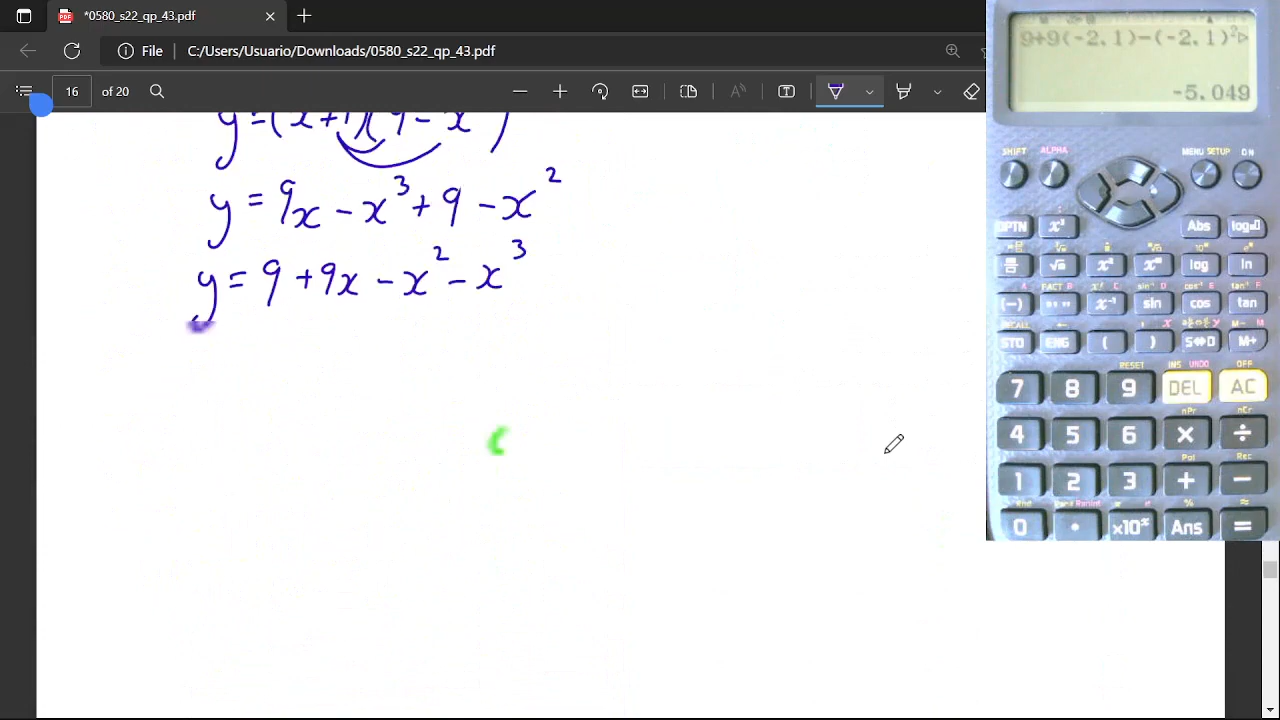 *0580_s22_qp_43.pdf
File C:/Users/Usuario/Downloads/0580_s22_qp_43.pdf
16 of 20
y = (x+1)(9 - x )
y = 9x - x³ + 9 - x²
y = 9 + 9x - x² - x³
9+9(-2.1)-(-2.1)²▷
-5.049
SHIFT ALPHA MENU SETUP ON
OPTN Abs
log ln
(-) sin cos tan
STO ENG ( ) S⇔D M+
7 8 9 DEL AC
4 5 6 × ÷
1 2 3 + −
0 • ×10ˣ Ans =